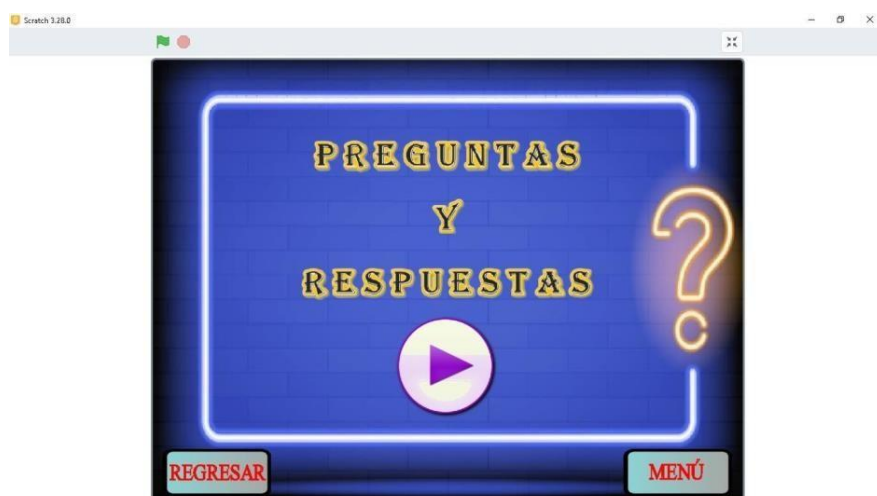 Scratch 3.28.0
PREGUNTAS
Y
RESPUESTAS
REGRESAR
MENÚ